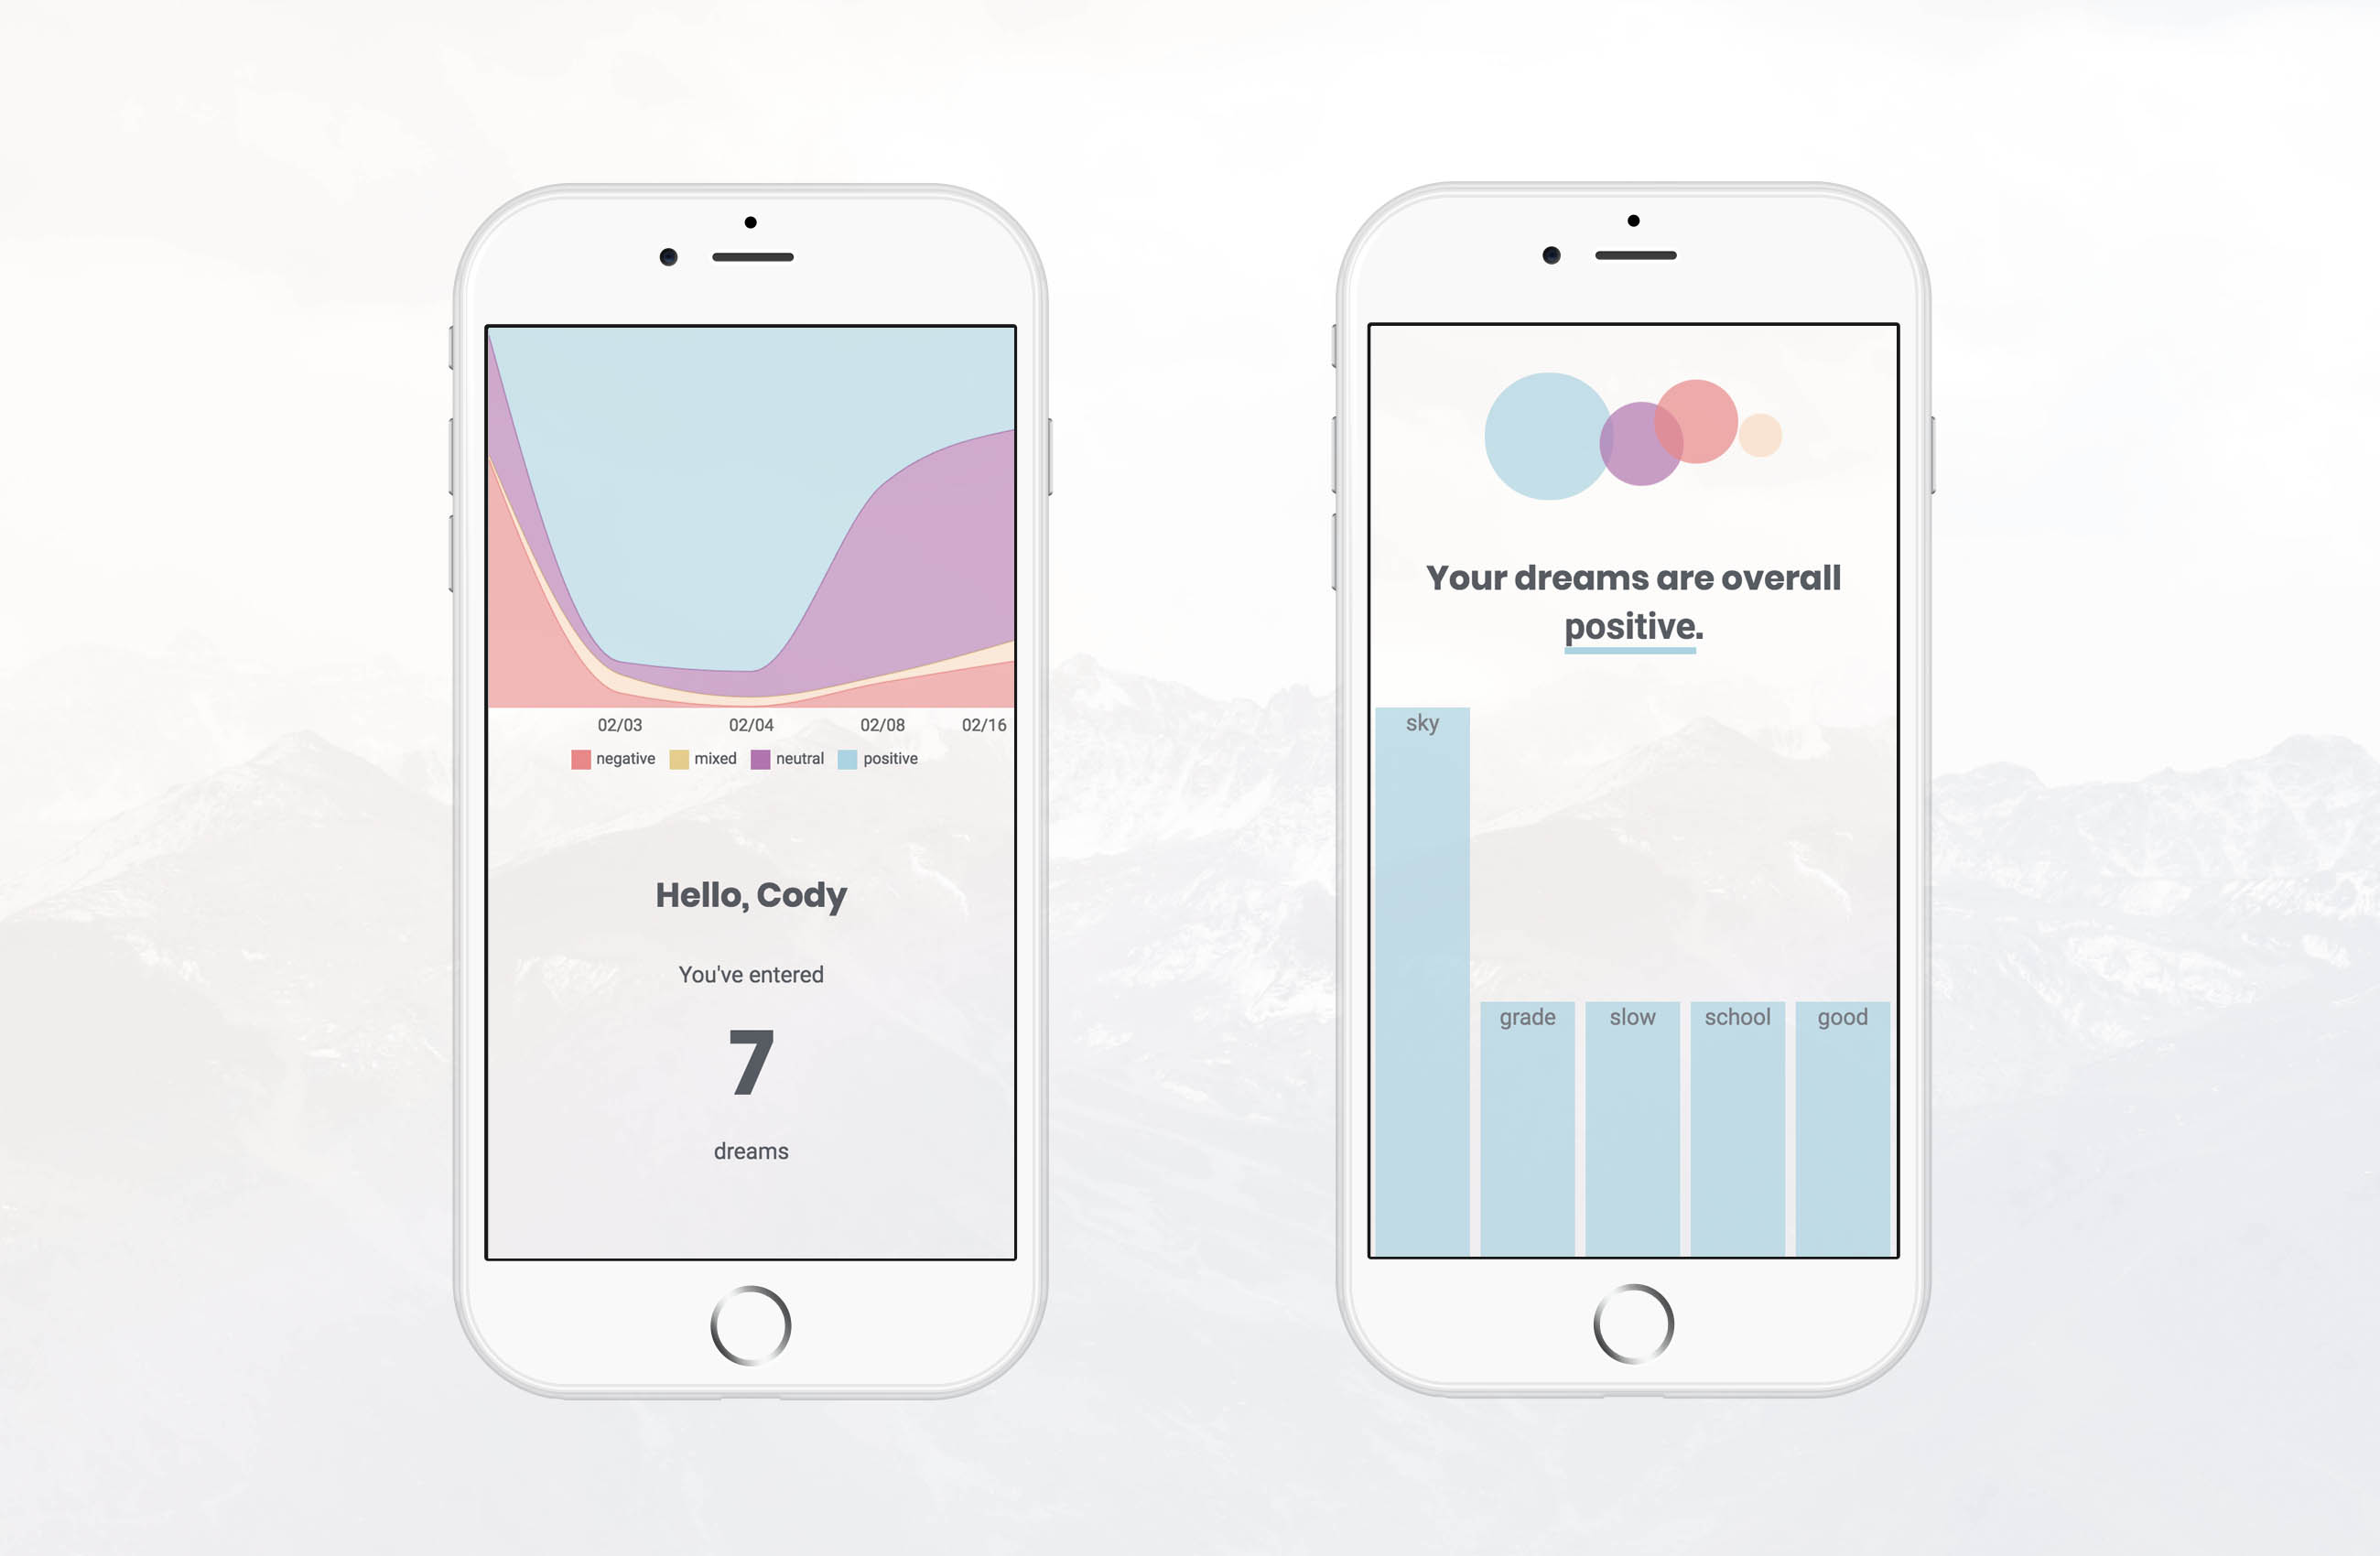 02/03 02/04 02/08 02/16
negative mixed neutral positive
Hello, Cody
You've entered
7
dreams
Your dreams are overall
positive.
sky
grade slow school good